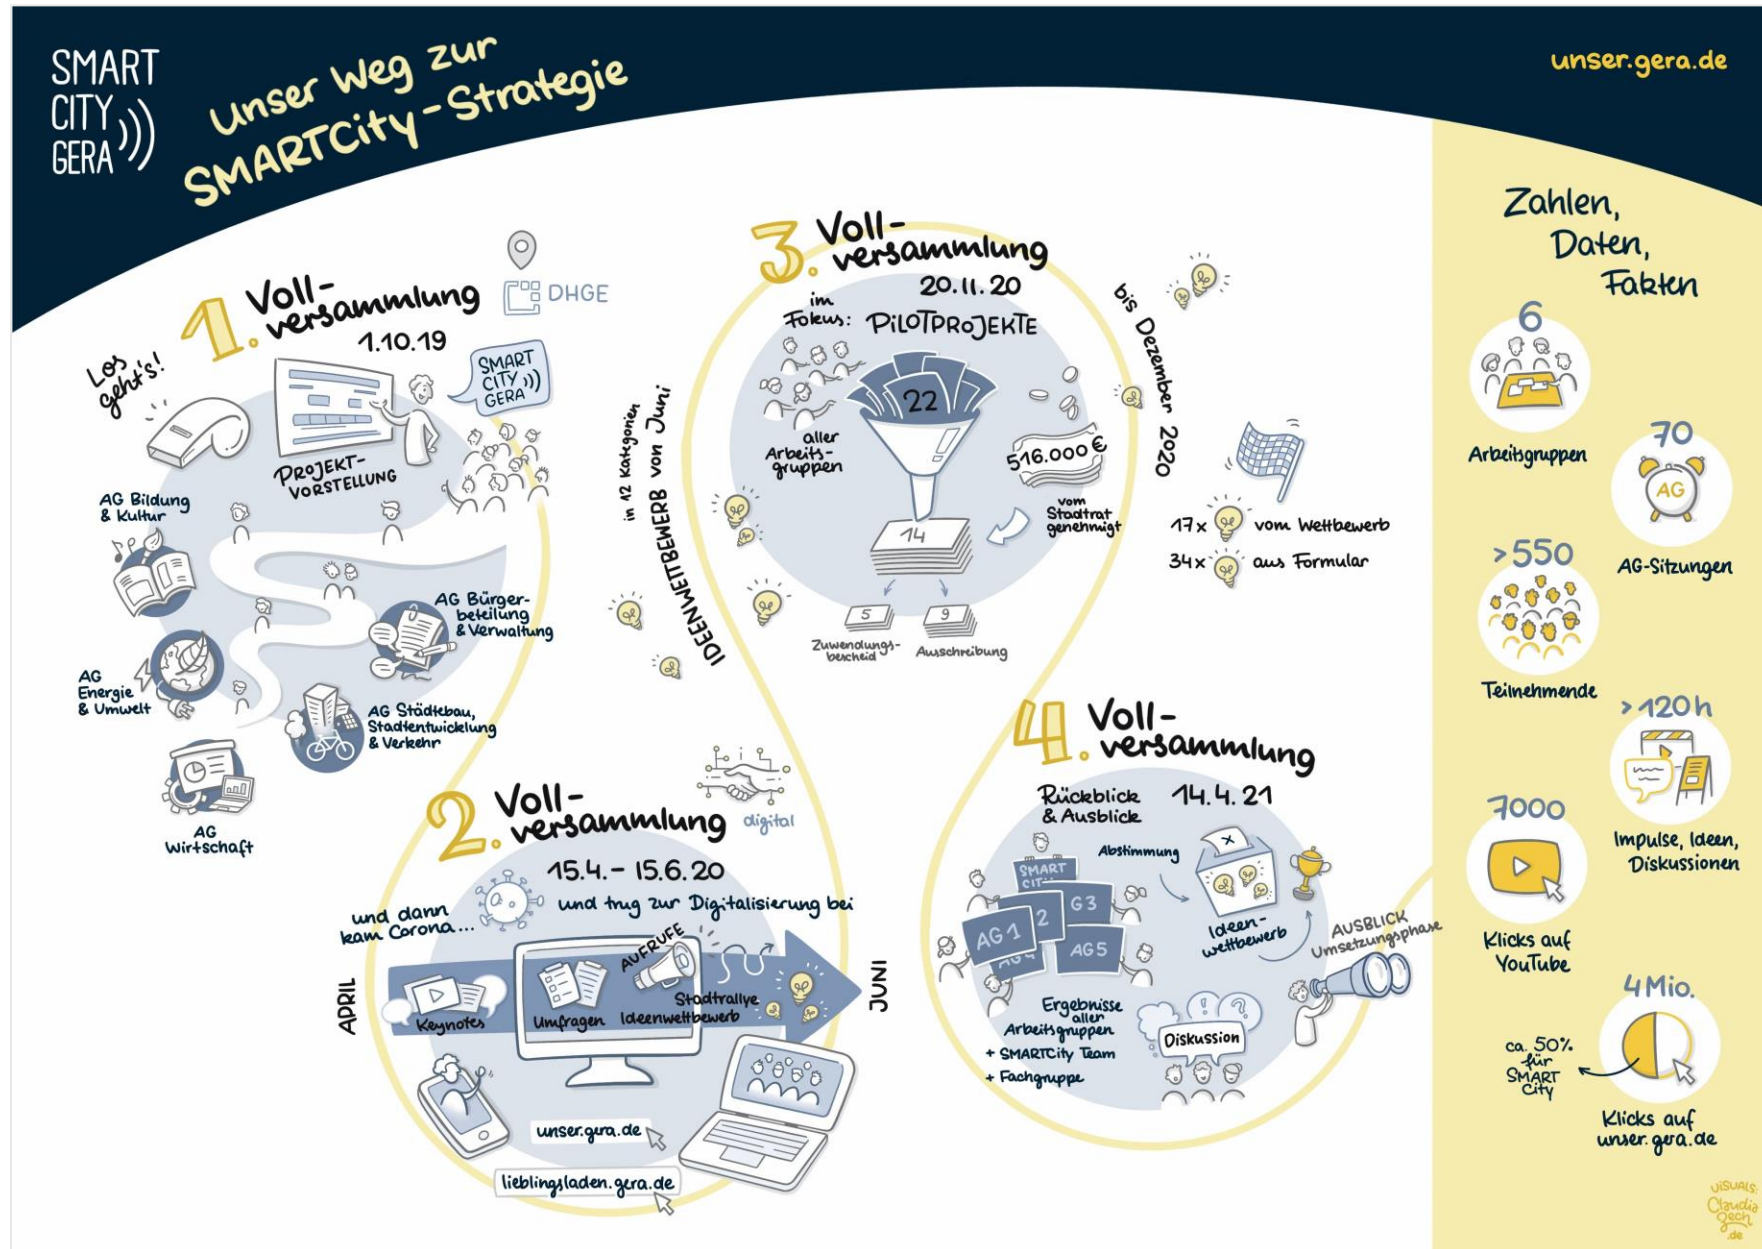 SMART
CITY
GERA
unser Weg zur
SMARTCity-Strategie
unser.gera.de
1. Voll-
versammlung
1.10.19
DHGE
Los
geht's!
PROJEKT-
VORSTELLUNG
SMART
CITY
GERA
AG Bildung
& Kultur
AG Bürger-
beteilung
& Verwaltung
AG
Energie
& Umwelt
AG Städtebau,
Stadtentwicklung
& Verkehr
AG
Wirtschaft
2. Voll-
versammlung
digital
15.4. - 15.6.20
und dann
kam Corona...
und trug zur Digitalisierung bei
APRIL
Keynotes
Umfragen
AUFRUFE
Stadtrallye
Ideenwettbewerb
JUNI
unser.gera.de
lieblingsladen.gera.de
in 12 Kategorien
IDEENWETTBEWERB von Juni
bis Dezember 2020
3. Voll-
versammlung
20.11.20
im
Fokus: PILOTPROJEKTE
22
aller
Arbeits-
gruppen
516.000 €
vom
Stadtrat
genehmigt
14
5
9
Zuwendungs-
bescheid
Ausschreibung
17x vom Wettbewerb
34x aus Formular
4. Voll-
versammlung
Rückblick
& Ausblick
14.4.21
Abstimmung
x
SMART
CIT
G3
2
AG 1
AG 4
AG5
Ideen-
wettbewerb
AUSBLICK
Umsetzungsphase
Ergebnisse
aller
Arbeitsgruppen
+ SMARTCity Team
+ Fachgruppe
!
?
Diskussion
Zahlen,
Daten,
Fakten
6
Arbeitsgruppen
70
AG
AG-Sitzungen
>550
Teilnehmende
>120h
Impulse, Ideen,
Diskussionen
7000
Klicks auf
YouTube
4 Mio.
ca. 50%
für
SMART
City
Klicks auf
unser.gera.de
VISUALS:
Claudia
Zech
.de